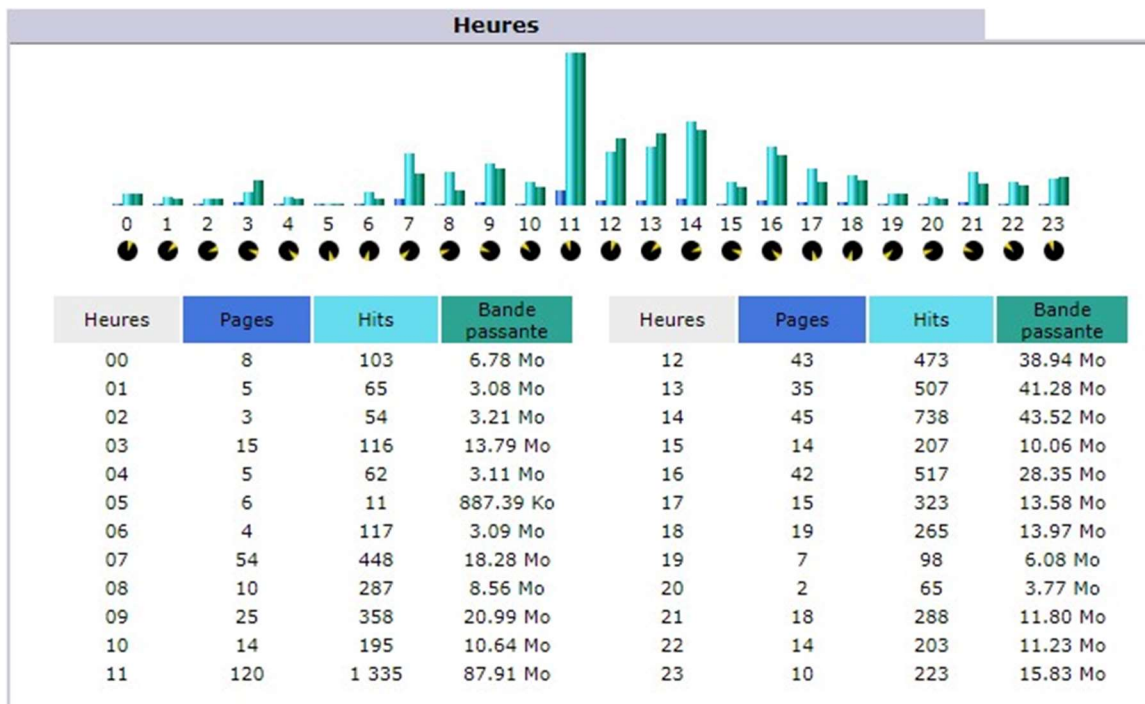 Heures
0 1 2 3 4 5 6 7 8 9 10 11 12 13 14 15 16 17 18 19 20 21 22 23
Heures Pages Hits Bande passante
00 8 103 6.78 Mo
01 5 65 3.08 Mo
02 3 54 3.21 Mo
03 15 116 13.79 Mo
04 5 62 3.11 Mo
05 6 11 887.39 Ko
06 4 117 3.09 Mo
07 54 448 18.28 Mo
08 10 287 8.56 Mo
09 25 358 20.99 Mo
10 14 195 10.64 Mo
11 120 1 335 87.91 Mo
Heures Pages Hits Bande passante
12 43 473 38.94 Mo
13 35 507 41.28 Mo
14 45 738 43.52 Mo
15 14 207 10.06 Mo
16 42 517 28.35 Mo
17 15 323 13.58 Mo
18 19 265 13.97 Mo
19 7 98 6.08 Mo
20 2 65 3.77 Mo
21 18 288 11.80 Mo
22 14 203 11.23 Mo
23 10 223 15.83 Mo